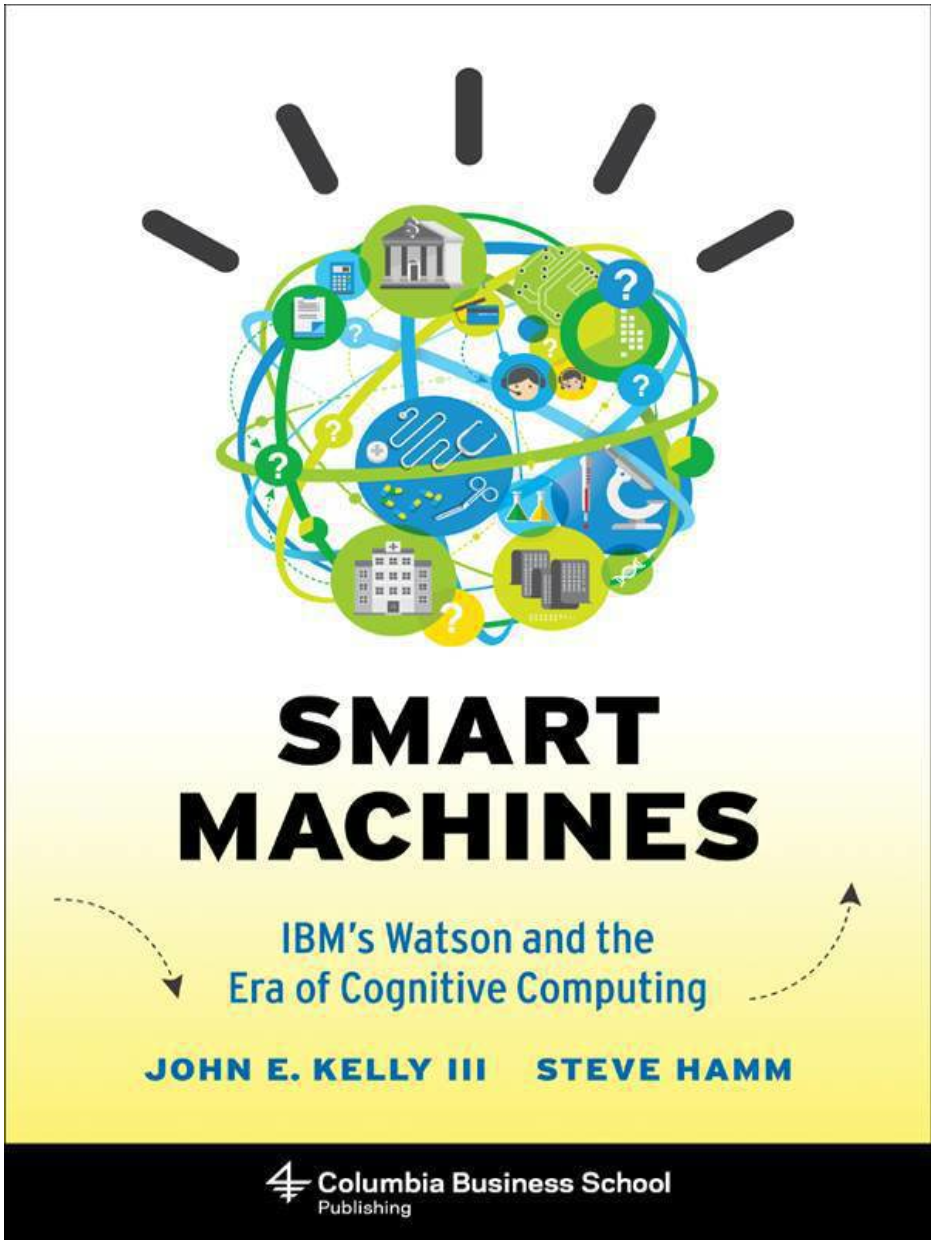 ?
?
?
?
?
?
?
SMART
MACHINES
IBM's Watson and the
Era of Cognitive Computing
JOHN E. KELLY III STEVE HAMM
Columbia Business School
Publishing